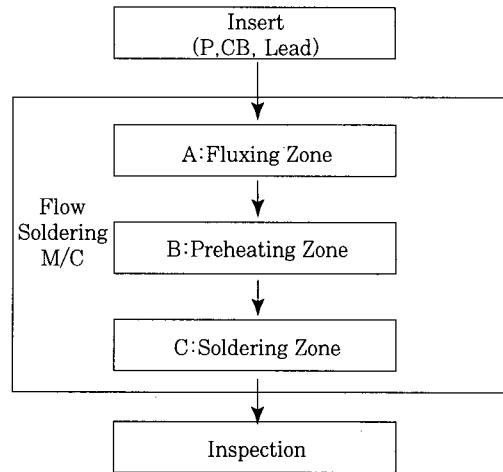 Insert
(P,CB, Lead)
A:Fluxing Zone
Flow
Soldering
M/C
B:Preheating Zone
C:Soldering Zone
Inspection